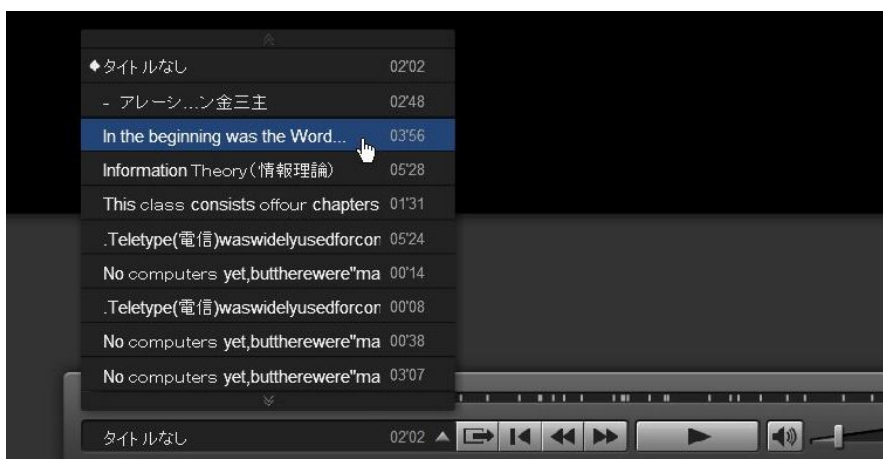 ◆タイトルなし 02'02
- アレーシ...ン金三主 02'48
In the beginning was the Word... 03'56
Information Theory(情報理論) 05'28
This class consists offour chapters 01'31
.Teletype(電信)waswidelyusedforcon 05'24
No computers yet,buttherewere"ma 00'14
.Teletype(電信)waswidelyusedforcon 00'08
No computers yet,buttherewere"ma 00'38
No computers yet,buttherewere"ma 03'07
タイトルなし 02'02